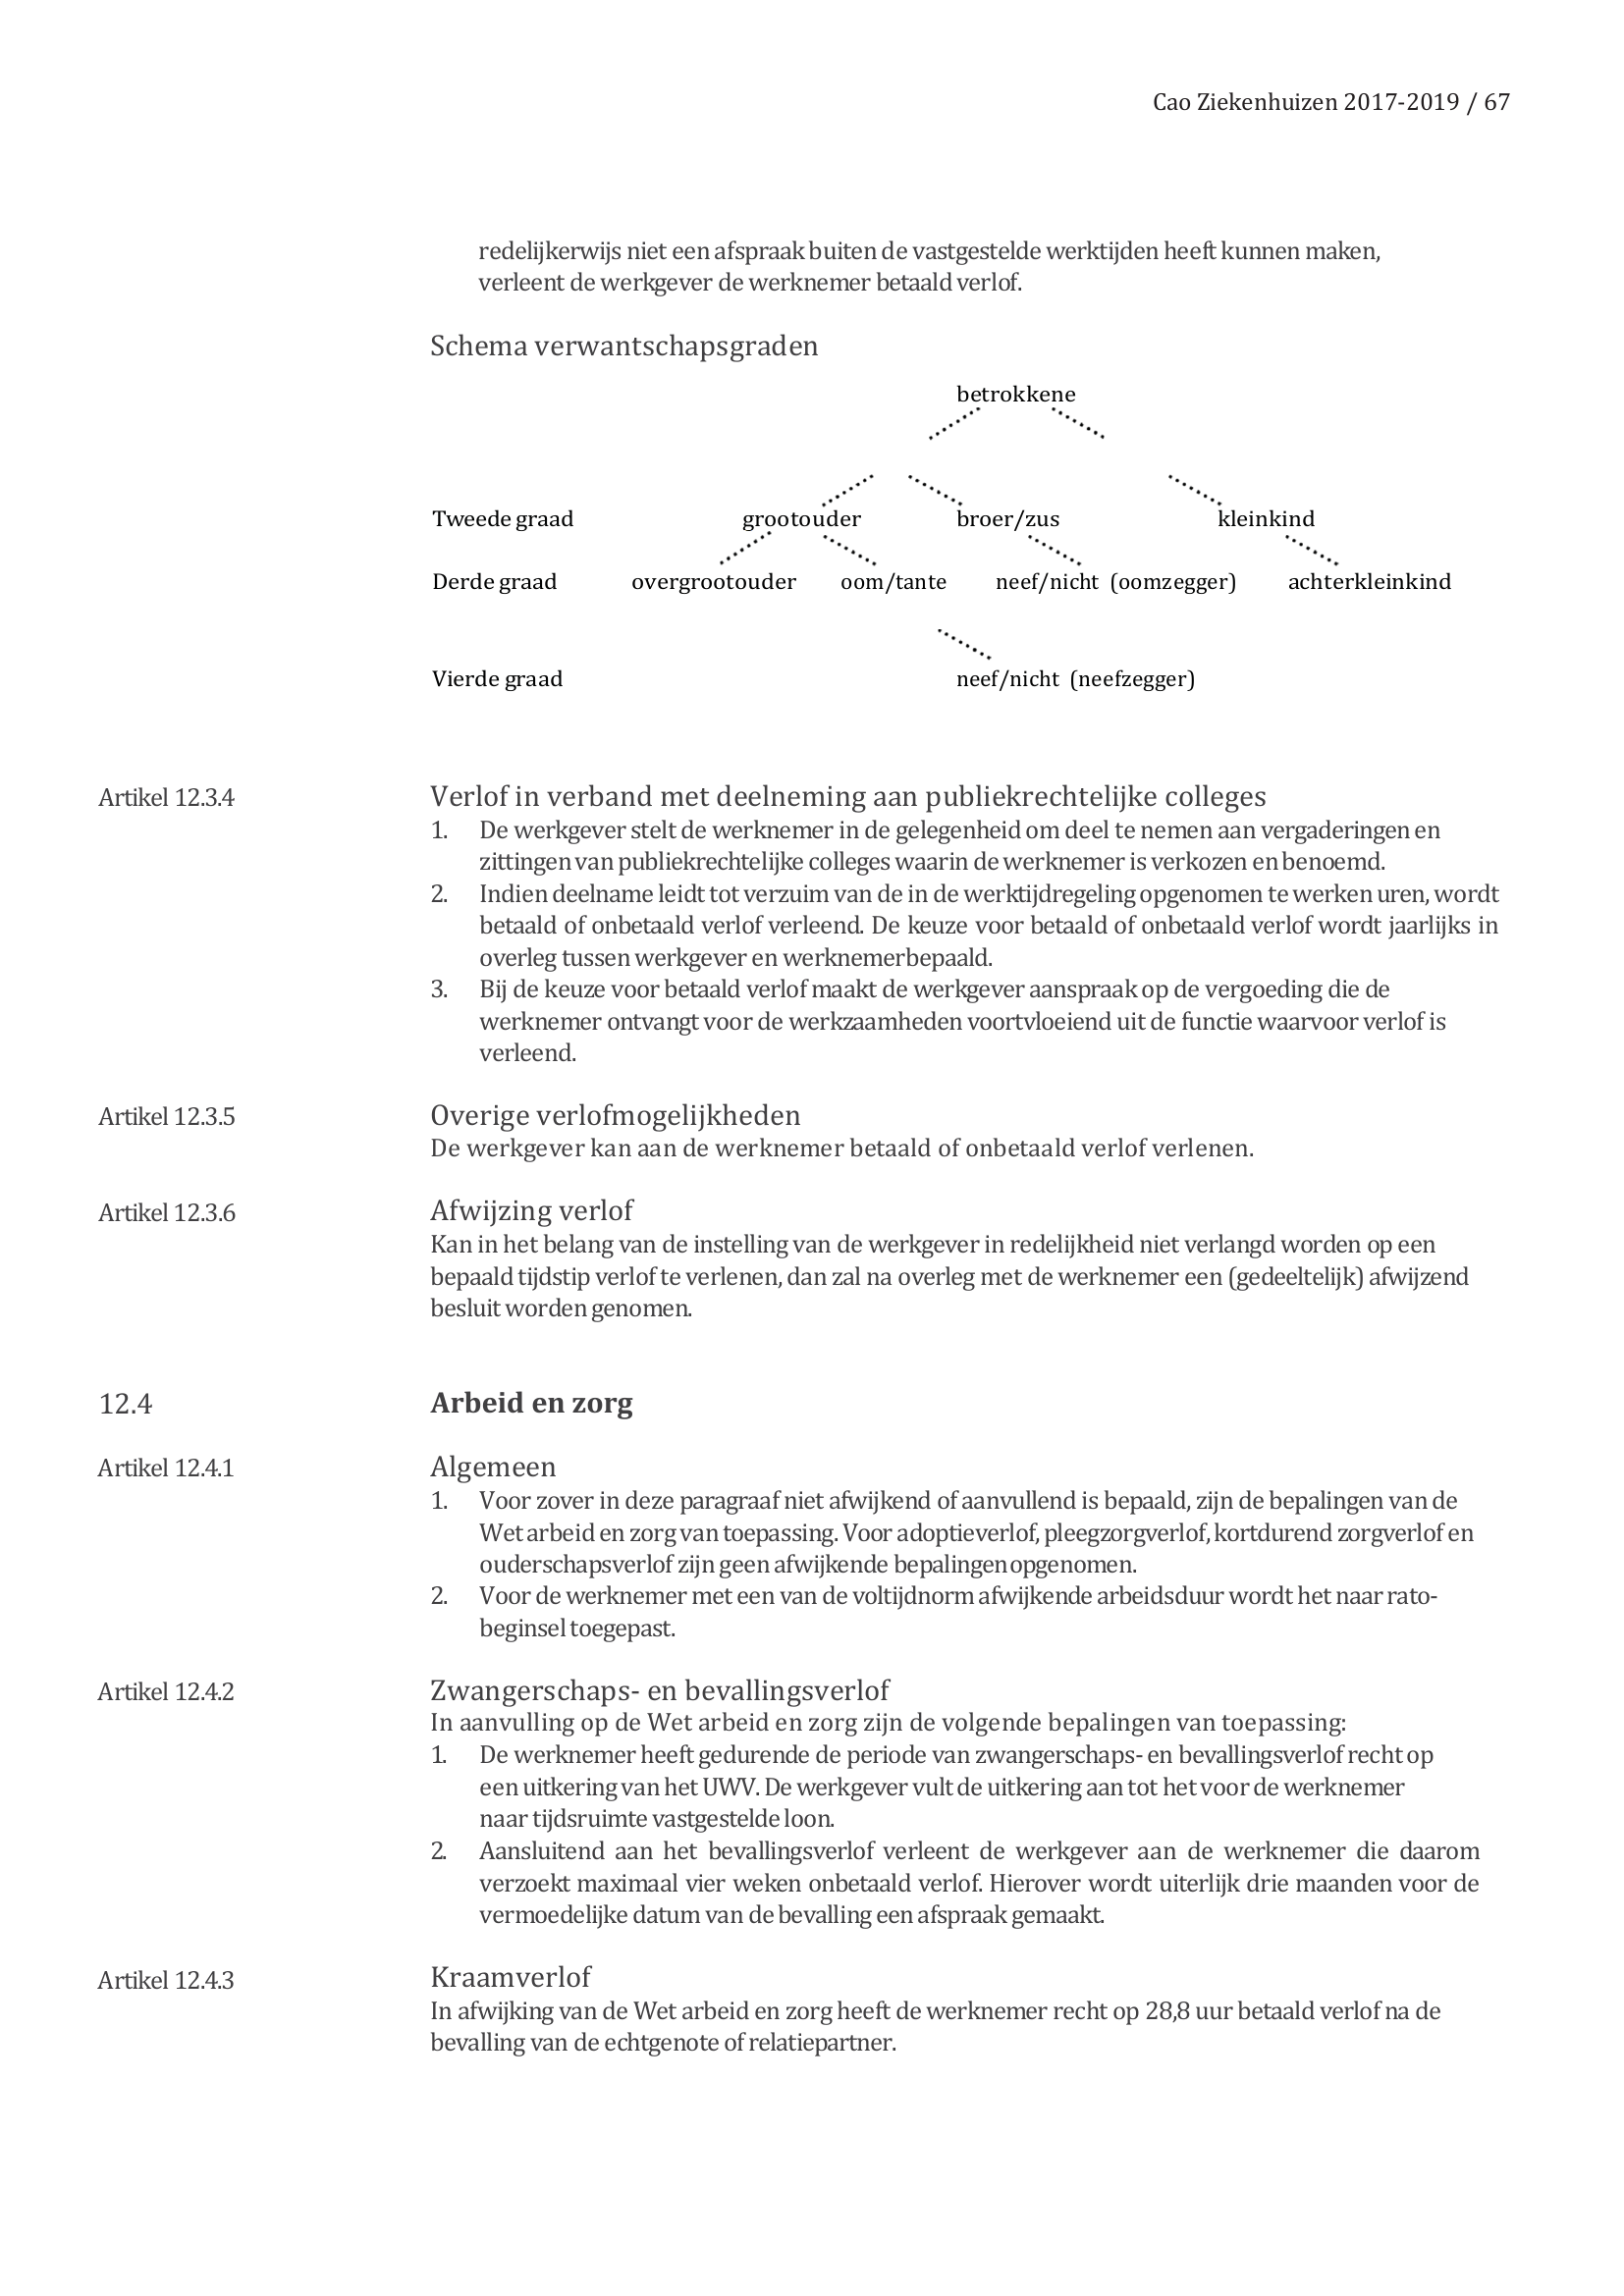 Cao Ziekenhuizen 2017-2019 / 67
redelijkerwijs niet een afspraak buiten de vastgestelde werktijden heeft kunnen maken,
verleent de werkgever de werknemer betaald verlof.
Schema verwantschapsgraden
betrokkene
Tweede graad grootouder broer/zus kleinkind
Derde graad overgrootouder oom/tante neef/nicht (oomzegger) achterkleinkind
Vierde graad neef/nicht (neefzegger)
Artikel 12.3.4 Verlof in verband met deelneming aan publiekrechtelijke colleges
1. De werkgever stelt de werknemer in de gelegenheid om deel te nemen aan vergaderingen en
zittingen van publiekrechtelijke colleges waarin de werknemer is verkozen en benoemd.
2. Indien deelname leidt tot verzuim van de in de werktijdregeling opgenomen te werken uren, wordt
betaald of onbetaald verlof verleend. De keuze voor betaald of onbetaald verlof wordt jaarlijks in
overleg tussen werkgever en werknemerbepaald.
3. Bij de keuze voor betaald verlof maakt de werkgever aanspraak op de vergoeding die de
werknemer ontvangt voor de werkzaamheden voortvloeiend uit de functie waarvoor verlof is
verleend.
Artikel 12.3.5 Overige verlofmogelijkheden
De werkgever kan aan de werknemer betaald of onbetaald verlof verlenen.
Artikel 12.3.6 Afwijzing verlof
Kan in het belang van de instelling van de werkgever in redelijkheid niet verlangd worden op een
bepaald tijdstip verlof te verlenen, dan zal na overleg met de werknemer een (gedeeltelijk) afwijzend
besluit worden genomen.
12.4 Arbeid en zorg
Artikel 12.4.1 Algemeen
1. Voor zover in deze paragraaf niet afwijkend of aanvullend is bepaald, zijn de bepalingen van de
Wet arbeid en zorg van toepassing. Voor adoptieverlof, pleegzorgverlof, kortdurend zorgverlof en
ouderschapsverlof zijn geen afwijkende bepalingen opgenomen.
2. Voor de werknemer met een van de voltijdnorm afwijkende arbeidsduur wordt het naar rato-
beginsel toegepast.
Artikel 12.4.2 Zwangerschaps- en bevallingsverlof
In aanvulling op de Wet arbeid en zorg zijn de volgende bepalingen van toepassing:
1. De werknemer heeft gedurende de periode van zwangerschaps- en bevallingsverlof recht op
een uitkering van het UWV. De werkgever vult de uitkering aan tot het voor de werknemer
naar tijdsruimte vastgestelde loon.
2. Aansluitend aan het bevallingsverlof verleent de werkgever aan de werknemer die daarom
verzoekt maximaal vier weken onbetaald verlof. Hierover wordt uiterlijk drie maanden voor de
vermoedelijke datum van de bevalling een afspraak gemaakt.
Artikel 12.4.3 Kraamverlof
In afwijking van de Wet arbeid en zorg heeft de werknemer recht op 28,8 uur betaald verlof na de
bevalling van de echtgenote of relatiepartner.